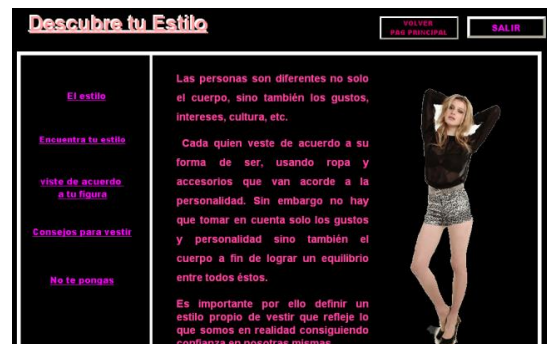 Descubre tu Estilo
VOLVER
PAG PRINCIPAL
SALIR
El estilo
Encuentra tu estilo
viste de acuerdo
a tu figura
Consejos para vestir
No te pongas
Las personas son diferentes no solo
el cuerpo, sino también los gustos,
intereses, cultura, etc.
Cada quien veste de acuerdo a su
forma de ser, usando ropa y
accesorios que van acorde a la
personalidad. Sin embargo no hay
que tomar en cuenta solo los gustos
y personalidad sino también el
cuerpo a fin de lograr un equilibrio
entre todos éstos.
Es importante por ello definir un
estilo propio de vestir que refleje lo
que somos en realidad consiguiendo
confianza en nosotras mismas